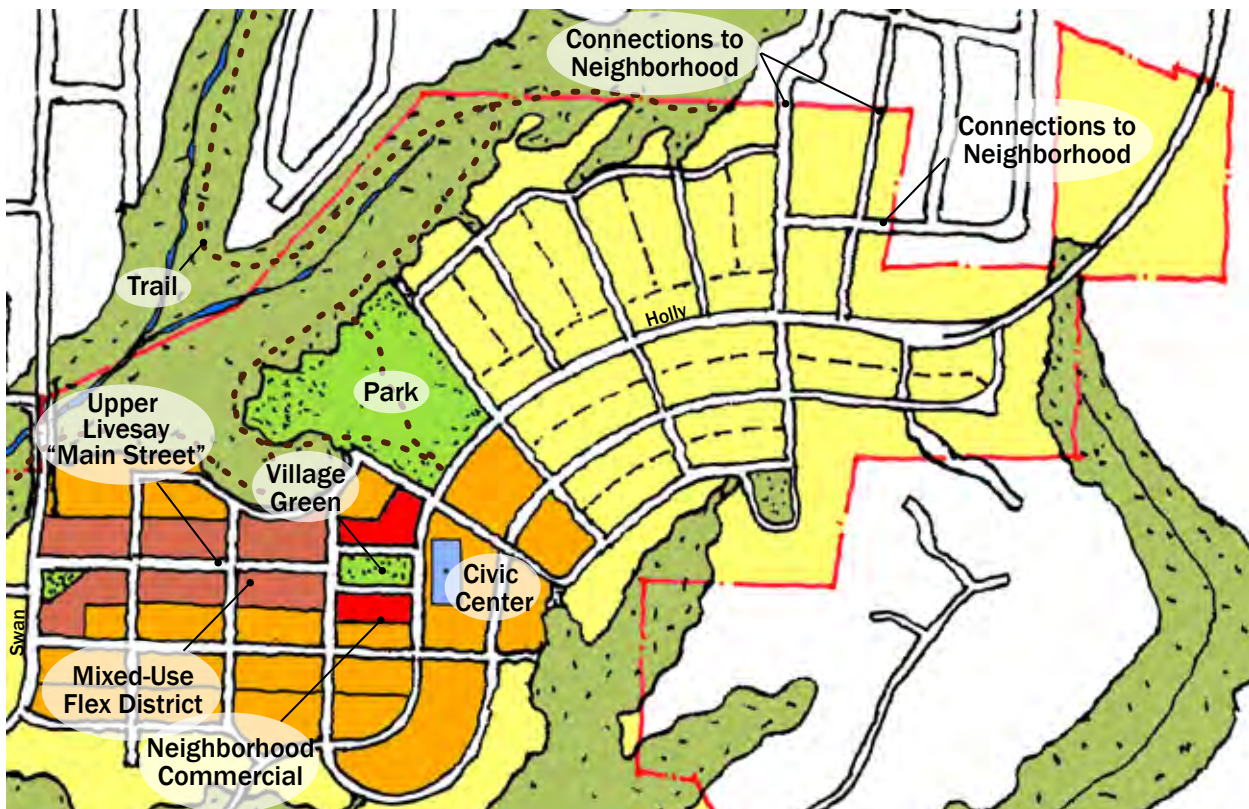 Connections to
Neighborhood
Connections to
Neighborhood
Trail
Holly
Park
Upper
Livesay
“Main Street”
Village
Green
Civic
Center
Swan
Mixed-Use
Flex District
Neighborhood
Commercial